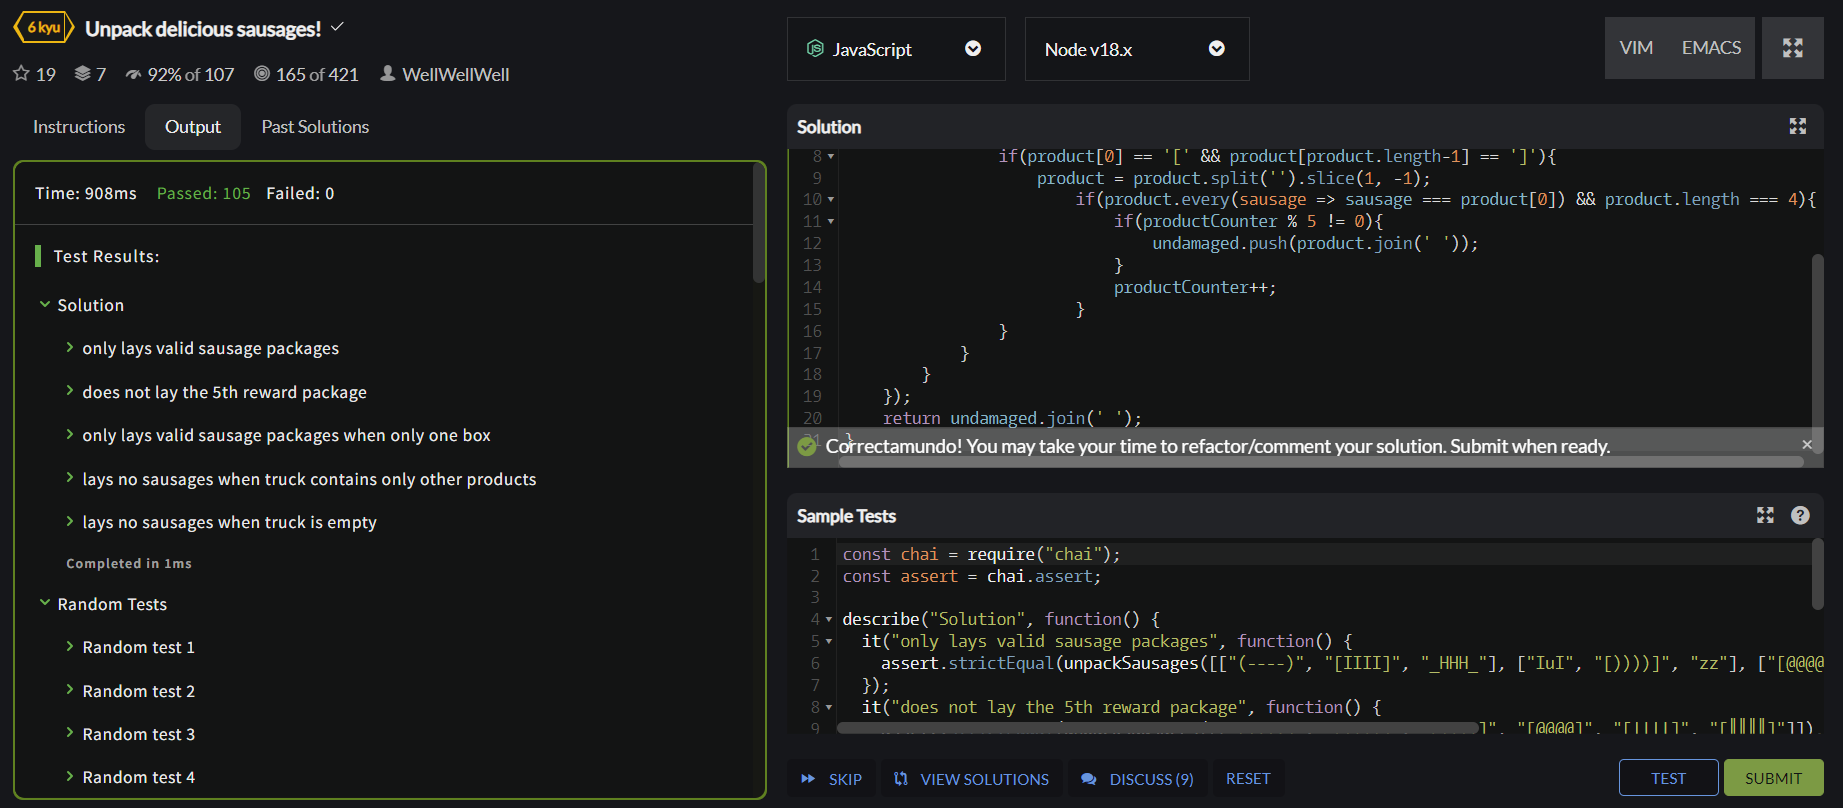 6 kyu Unpack delicious sausages!
19 7 92% of 107 165 of 421 WellWellWell
Instructions Output Past Solutions
Time: 908ms Passed: 105 Failed: 0
Test Results:
Solution
only lays valid sausage packages
does not lay the 5th reward package
only lays valid sausage packages when only one box
lays no sausages when truck contains only other products
lays no sausages when truck is empty
Completed in 1ms
Random Tests
Random test 1
Random test 2
Random test 3
Random test 4
JavaScript Node v18.x VIM EMACS
Solution
8 if(product[0] == '[' && product[product.length-1] == ']'){
9 product = product.split('').slice(1, -1);
10 if(product.every(sausage => sausage === product[0]) && product.length === 4){
11 if(productCounter % 5 != 0){
12 undamaged.push(product.join(' '));
13 }
14 productCounter++;
15 }
16 }
17 }
18 }
19 });
20 return undamaged.join(' ');
21 }
Correctamundo! You may take your time to refactor/comment your solution. Submit when ready. ×
Sample Tests
1 const chai = require("chai");
2 const assert = chai.assert;
3
4 describe("Solution", function() {
5 it("only lays valid sausage packages", function() {
6 assert.strictEqual(unpackSausages([["(----)", "[IIII]", "_HHH_"], ["IuI", "[))))]", "zz"], ["[@@@@
7 });
8 it("does not lay the 5th reward package", function() {
9 ]", "[@@@@]", "[||||]",
SKIP VIEW SOLUTIONS DISCUSS (9) RESET TEST SUBMIT